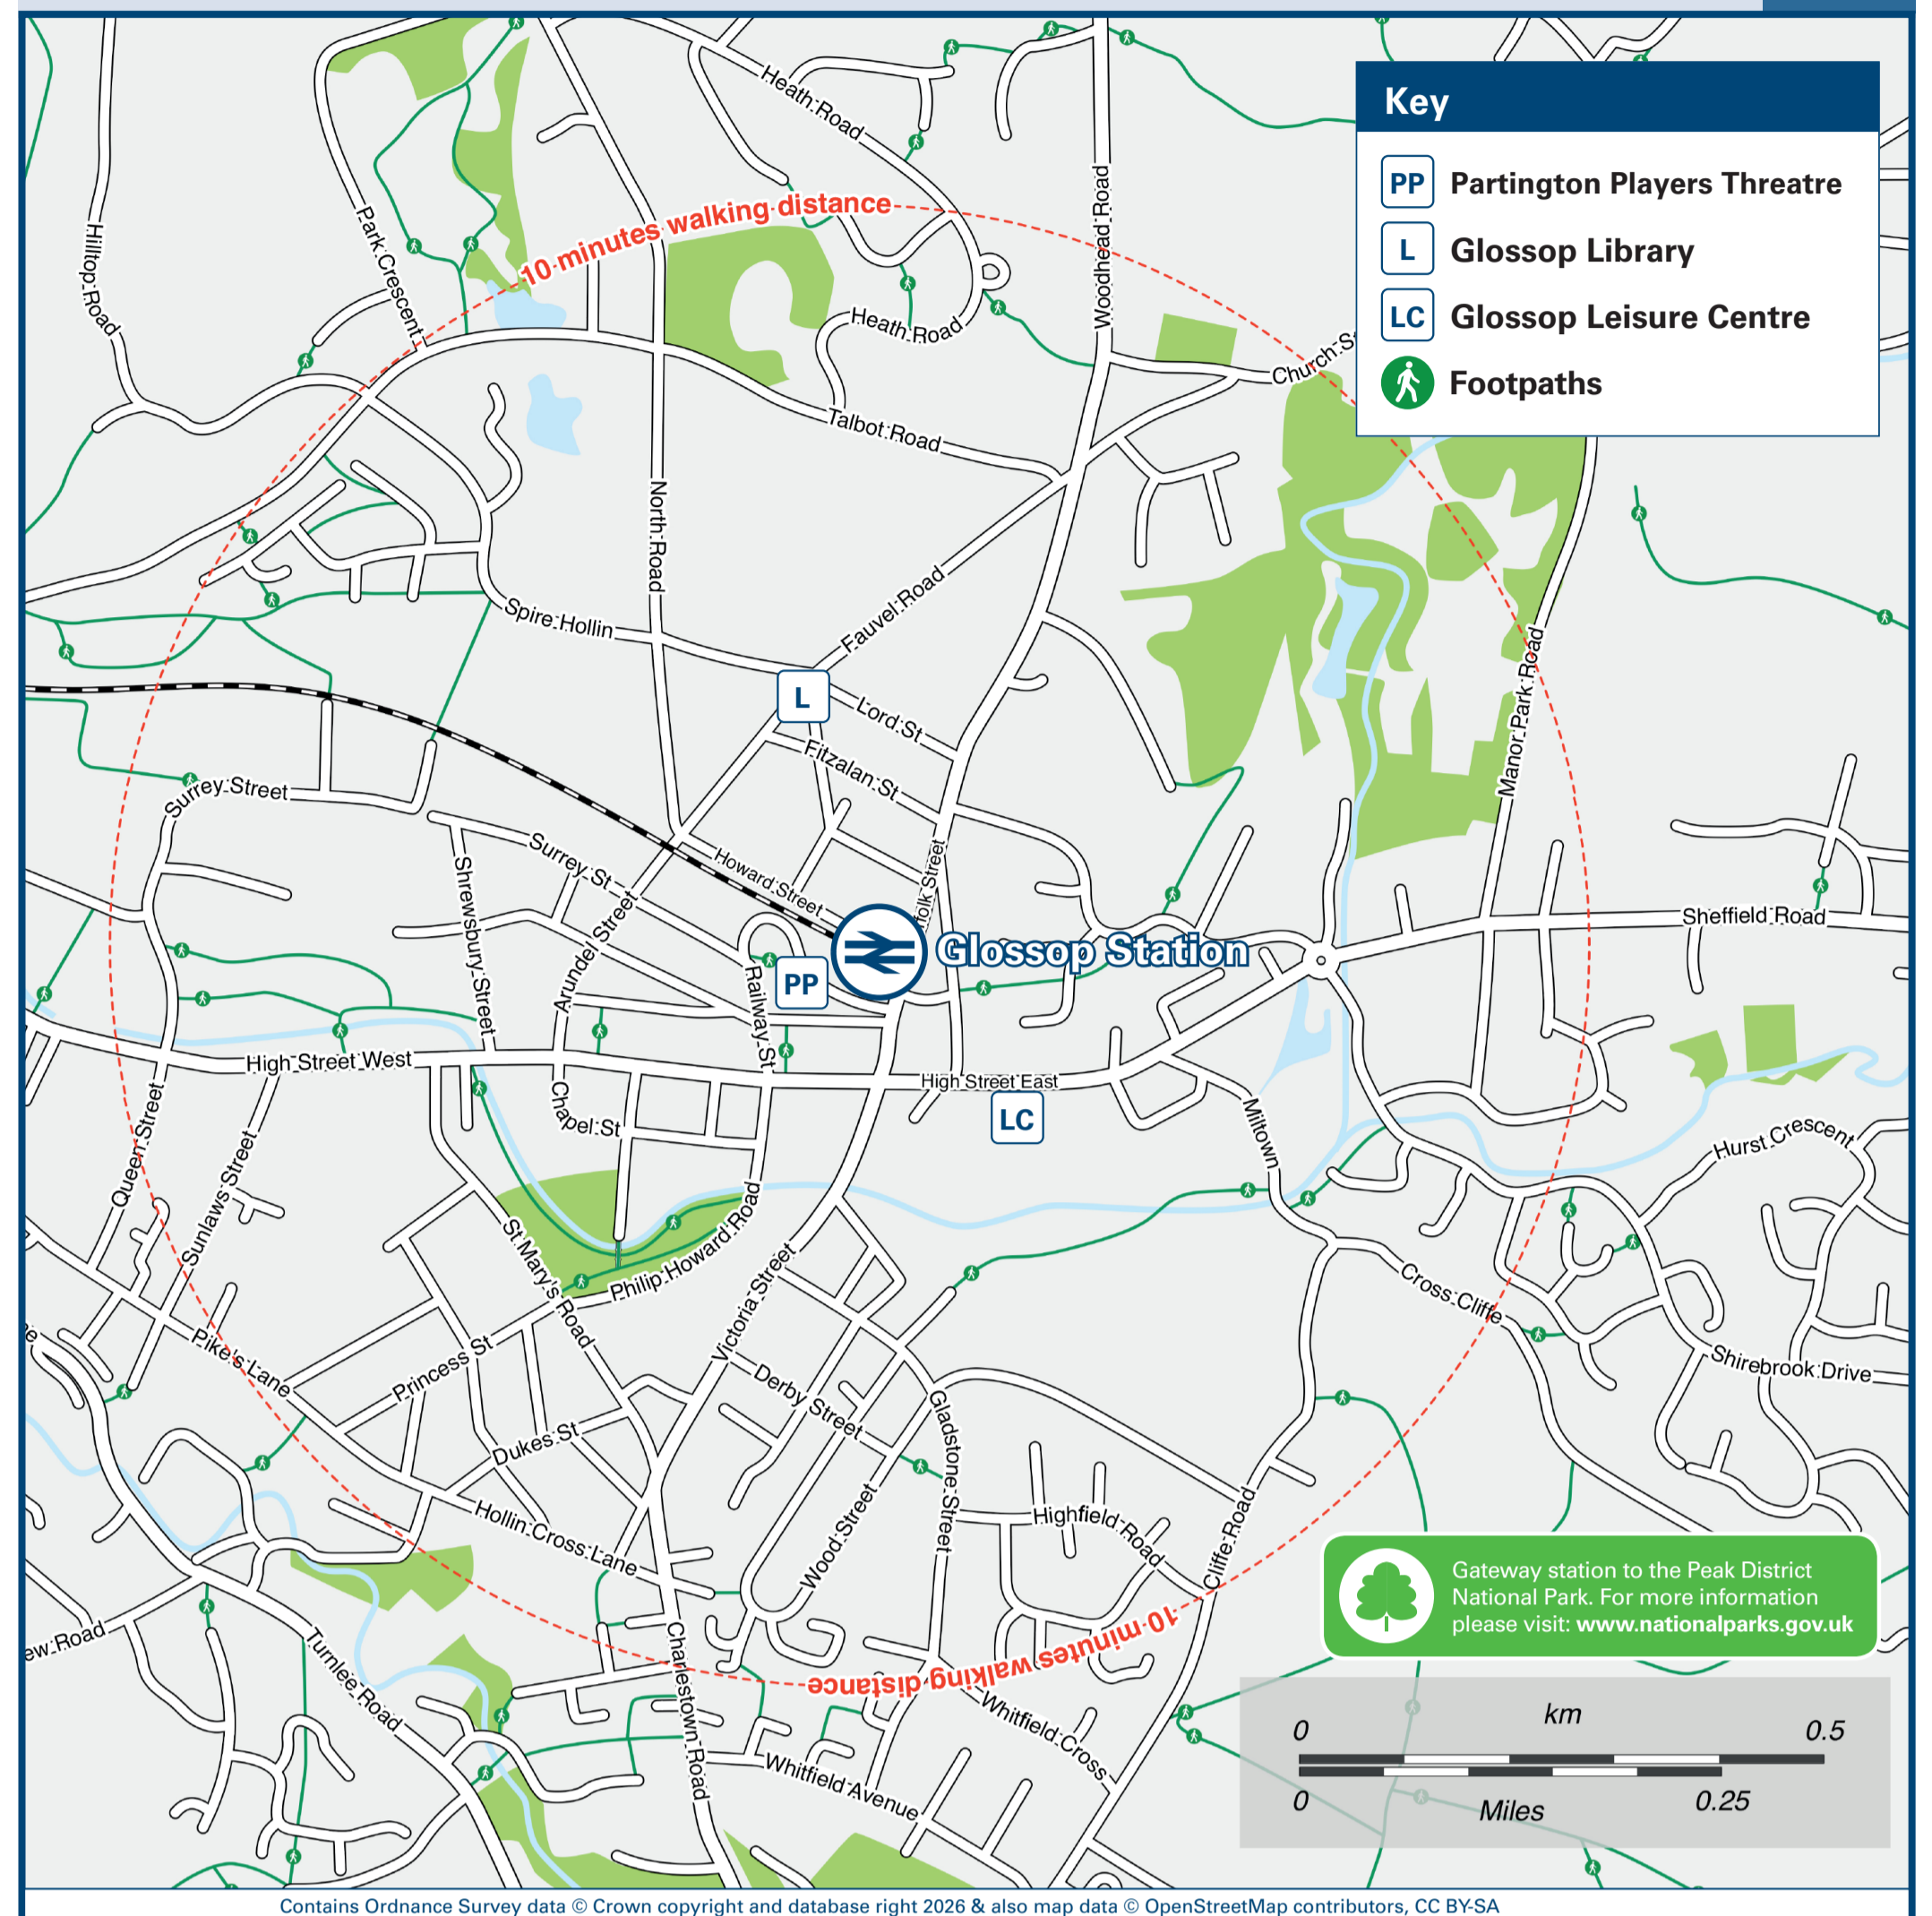 Key
PP Partington Players Threatre
L Glossop Library
LC Glossop Leisure Centre
Footpaths
Heath Road
10 minutes walking distance
Park Crescent
Hilltop Road
Woodhead Road
Heath Road
Church S
Talbot Road
North Road
Spire Hollin
Fauvel Road
L
Lord St
Fitzalan St
Manor Park Road
Surrey Street
Surrey St
Howard Street
folk Street
Shrewsbury Street
Arundel Street
Sheffield Road
Glossop Station
PP
Railway St
High Street West
High Street East
LC
Chapel St
Miltown
Queen Street
Sunlaws Street
Hurst Crescent
St Mary's Road
Philip Howard Road
Victoria Street
Cross Cliffe
Pike's Lane
Princess St
Derby Street
Shirebrook Drive
Gladstone Street
Dukes St
Hollin Cross Lane
Wood Street
Highfield Road
Cliffe Road
ew Road
Turnlee Road
Charlestown Road
10 minutes walking distance
Whitfield Cross
Whitfield Avenue
Gateway station to the Peak District
National Park. For more information
please visit: www.nationalparks.gov.uk
km
0 0.5
0 0.25
Miles
Contains Ordnance Survey data © Crown copyright and database right 2026 & also map data © OpenStreetMap contributors, CC BY-SA